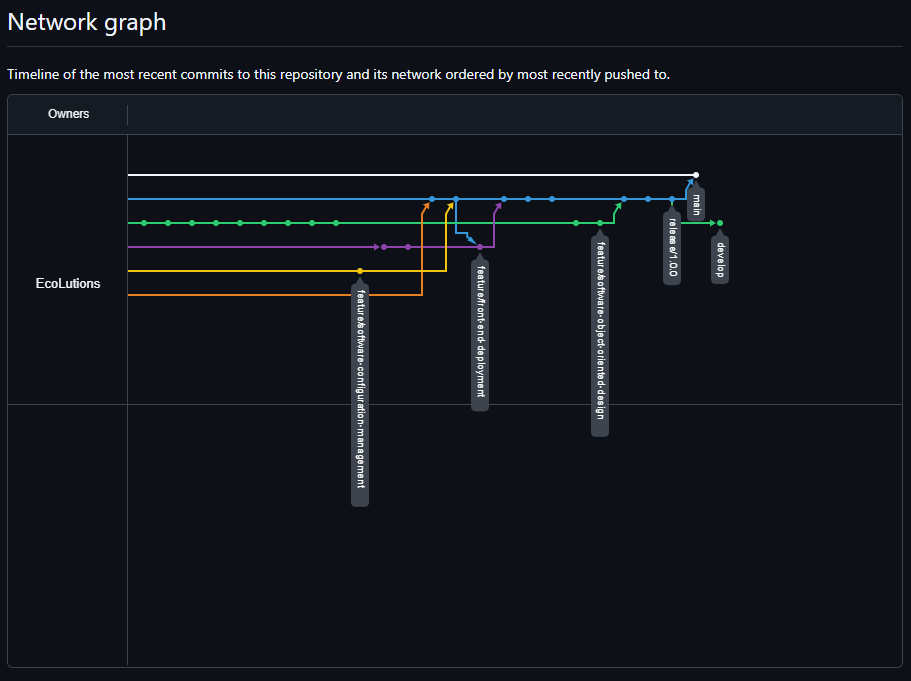 Network graph
Timeline of the most recent commits to this repository and its network ordered by most recently pushed to.
Owners
EcoLutions
main
release/1.0.0
develop
feature/software-object-oriented-design
feature/front-end-deployment
feature/software-configuration-management